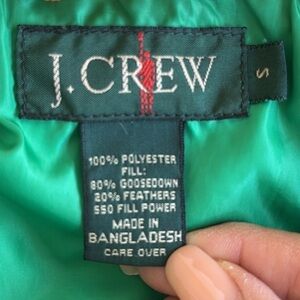 J.CREW
S
100% POLYESTER
FILL:
80% GOOSEDOWN
20% FEATHERS
550 FILL POWER
MADE IN
BANGLADESH
CARE OVER